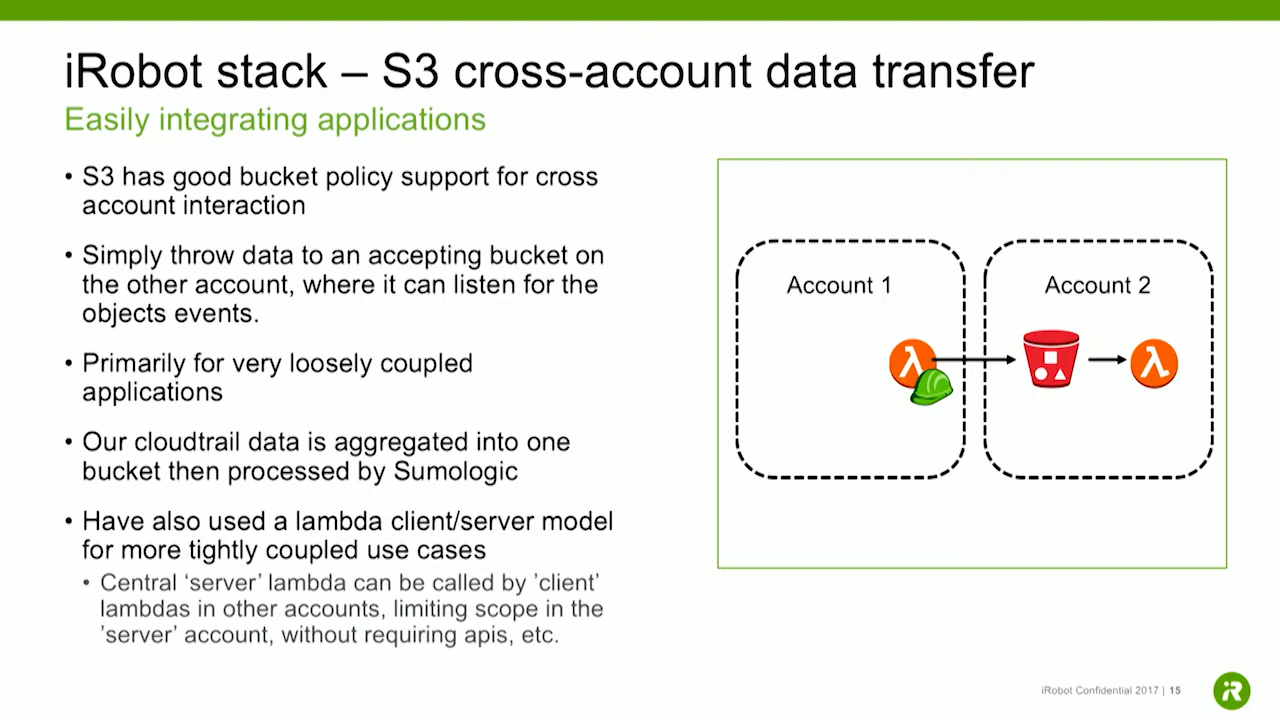 iRobot stack – S3 cross-account data transfer
Easily integrating applications
• S3 has good bucket policy support for cross
account interaction
• Simply throw data to an accepting bucket on
the other account, where it can listen for the
objects events.
• Primarily for very loosely coupled
applications
• Our cloudtrail data is aggregated into one
bucket then processed by Sumologic
• Have also used a lambda client/server model
for more tightly coupled use cases
• Central ‘server’ lambda can be called by ’client’
lambdas in other accounts, limiting scope in the
’server’ account, without requiring apis, etc.
Account 1
Account 2
iRobot Confidential 2017 | 15